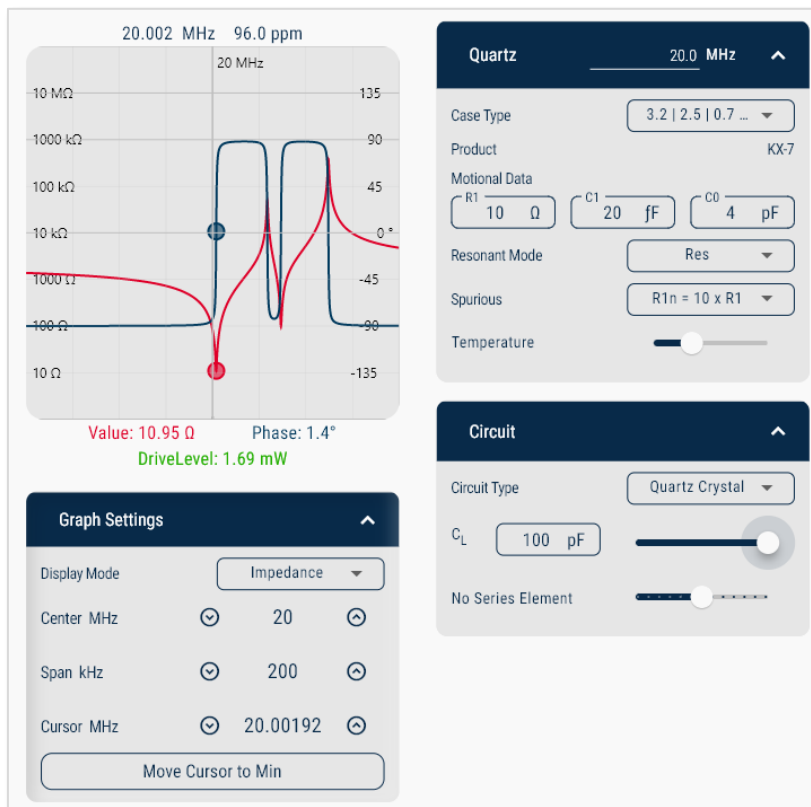 20.002 MHz 96.0 ppm
20 MHz
10 MΩ 135
1000 kΩ 90
100 kΩ 45
10 kΩ 0 °
1000 Ω -45
100 Ω -90
10 Ω -135
Value: 10.95 Ω Phase: 1.4°
DriveLevel: 1.69 mW
Graph Settings
Display Mode Impedance
Center MHz 20
Span kHz 200
Cursor MHz 20.00192
Move Cursor to Min
Quartz 20.0 MHz
Case Type 3.2 | 2.5 | 0.7 ...
Product KX-7
Motional Data
R1 C1 C0
10 Ω 20 fF 4 pF
Resonant Mode Res
Spurious R1n = 10 x R1
Temperature
Circuit
Circuit Type Quartz Crystal
CL 100 pF
No Series Element